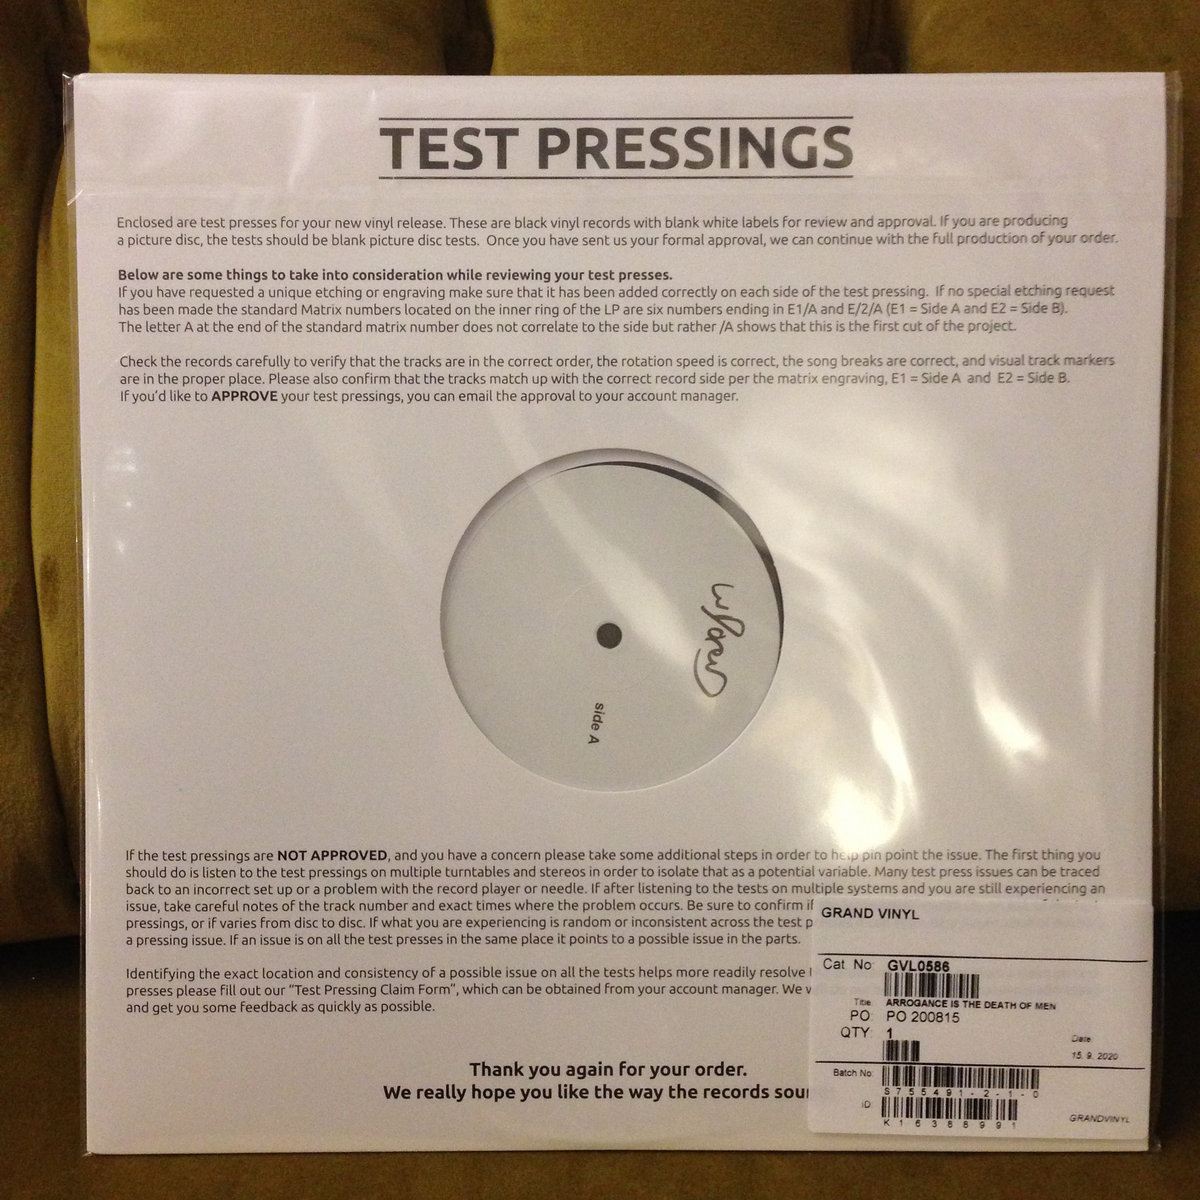 TEST PRESSINGS
Enclosed are test presses for your new vinyl release. These are black vinyl records with blank white labels for review and approval. If you are producing
a picture disc, the tests should be blank picture disc tests. Once you have sent us your formal approval, we can continue with the full production of your order.
Below are some things to take into consideration while reviewing your test presses.
If you have requested a unique etching or engraving make sure that it has been added correctly on each side of the test pressing. If no special etching request
has been made the standard Matrix numbers located on the inner ring of the LP are six numbers ending in E1/A and E/2/A (E1 = Side A and E2 = Side B).
The letter A at the end of the standard matrix number does not correlate to the side but rather /A shows that this is the first cut of the project.
Check the records carefully to verify that the tracks are in the correct order, the rotation speed is correct, the song breaks are correct, and visual track markers
are in the proper place. Please also confirm that the tracks match up with the correct record side per the matrix engraving, E1 = Side A and E2 = Side B.
If you'd like to APPROVE your test pressings, you can email the approval to your account manager.
side A
If the test pressings are NOT APPROVED, and you have a concern please take some additional steps in order to help pin point the issue. The first thing you
should do is listen to the test pressings on multiple turntables and stereos in order to isolate that as a potential variable. Many test press issues can be traced
back to an incorrect set up or a problem with the record player or needle. If after listening to the tests on multiple systems and you are still experiencing an
issue, take careful notes of the track number and exact times where the problem occurs. Be sure to confirm if
pressings, or if varies from disc to disc. If what you are experiencing is random or inconsistent across the test p
a pressing issue. If an issue is on all the test presses in the same place it points to a possible issue in the parts.
Identifying the exact location and consistency of a possible issue on all the tests helps more readily resolve
presses please fill out our "Test Pressing Claim Form", which can be obtained from your account manager. We
and get you some feedback as quickly as possible.
Thank you again for your order.
We really hope you like the way the records sou
GRAND VINYL
Cat No: GVL0586
Title: ARROGANCE IS THE DEATH OF MEN
PO: PO 200815
QTY: 1
Date
15. 9. 2020
Batch No:
S755491-2-1-0
ID:
K16388991
GRANDVINYL